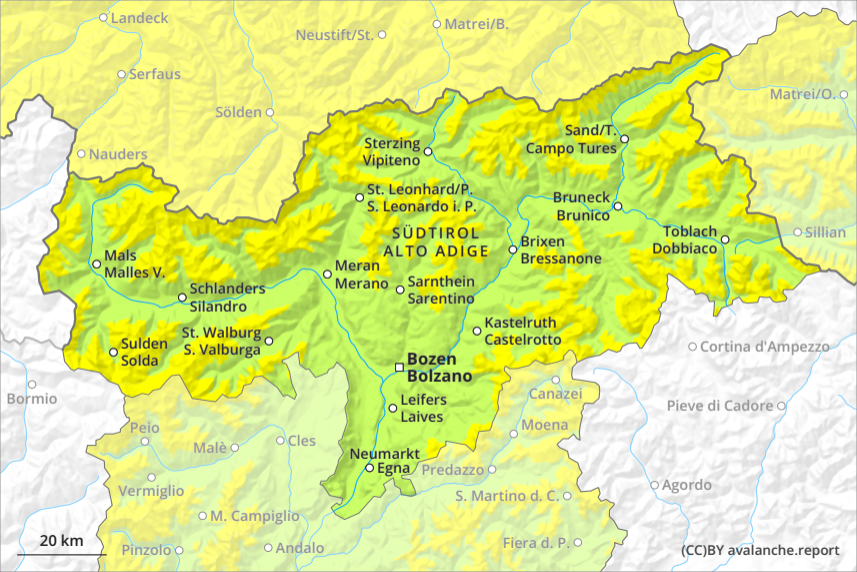 Landeck
Matrei/B.
Neustift/St.
Serfaus
Matrei/O.
Sölden
Sand/T.
Campo Tures
Sterzing
Vipiteno
Nauders
St. Leonhard/P.
S. Leonardo i. P.
Bruneck
Brunico
SÜDTIROL
ALTO ADIGE
Toblach
Dobbiaco
Sillian
Brixen
Bressanone
Mals
Malles V.
Meran
Merano
Sarnthein
Sarentino
Schlanders
Silandro
Kastelruth
Castelrotto
St. Walburg
S. Valburga
Sulden
Solda
Cortina d'Ampezzo
Bozen
Bolzano
Bormio
Canazei
Leifers
Laives
Pieve di Cadore
Peio
Moena
Cles
Malè
Neumarkt
Egna
Predazzo
Vermiglio
Agordo
S. Martino d. C.
M. Campiglio
Fiera d. P.
20 km
Pinzolo
Andalo
(CC)BY avalanche.report